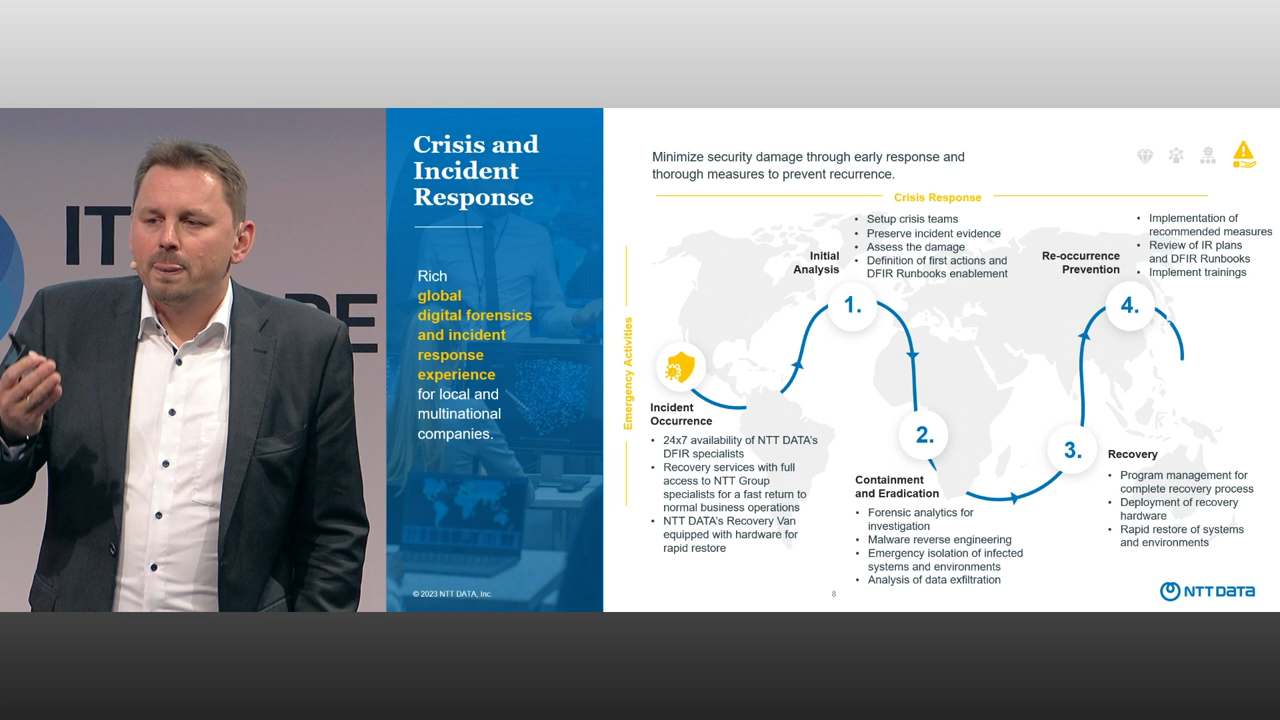 IT
DE
Crisis and
Incident
Response
Rich
global
digital forensics
and incident
response
experience
for local and
multinational
companies.
© 2023 NTT DATA, Inc.
Minimize security damage through early response and
thorough measures to prevent recurrence.
Crisis Response
Emergency Activities
Incident
Occurrence
• 24x7 availability of NTT DATA's
DFIR specialists
• Recovery services with full
access to NTT Group
specialists for a fast return to
normal business operations
• NTT DATA's Recovery Van
equipped with hardware for
rapid restore
Initial
Analysis
1.
• Setup crisis teams
• Preserve incident evidence
• Assess the damage
• Definition of first actions and
DFIR Runbooks enablement
2.
Containment
and Eradication
• Forensic analytics for
investigation
• Malware reverse engineering
• Emergency isolation of infected
systems and environments
• Analysis of data exfiltration
3.
Recovery
• Program management for
complete recovery process
• Deployment of recovery
hardware
• Rapid restore of systems
and environments
Re-occurrence
Prevention
4.
• Implementation of
recommended measures
• Review of IR plans
and DFIR Runbooks
• Implement trainings
8
NTT DATA